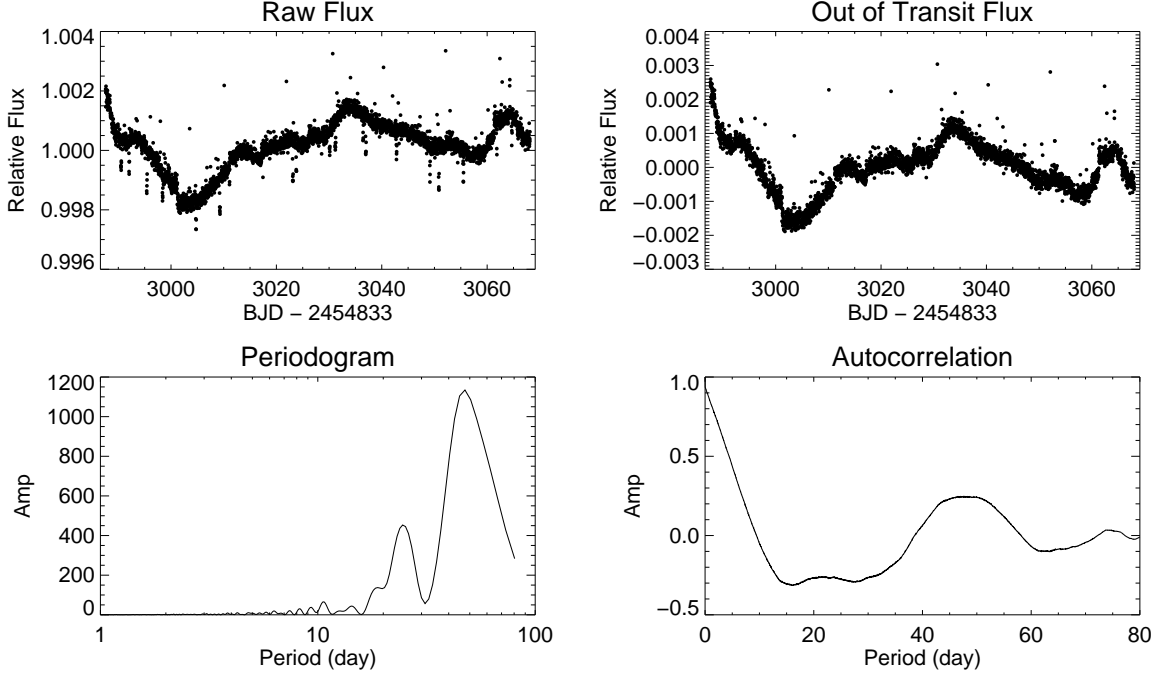 Raw Flux
1.004
1.002
1.000
0.998
0.996
Relative Flux
3000 3020 3040 3060
BJD − 2454833
Out of Transit Flux
0.004
0.003
0.002
0.001
0.000
−0.001
−0.002
−0.003
Relative Flux
3000 3020 3040 3060
BJD − 2454833
Periodogram
1200
1000
800
600
400
200
0
Amp
1 10 100
Period (day)
Autocorrelation
1.0
0.5
0.0
−0.5
Amp
0 20 40 60 80
Period (day)